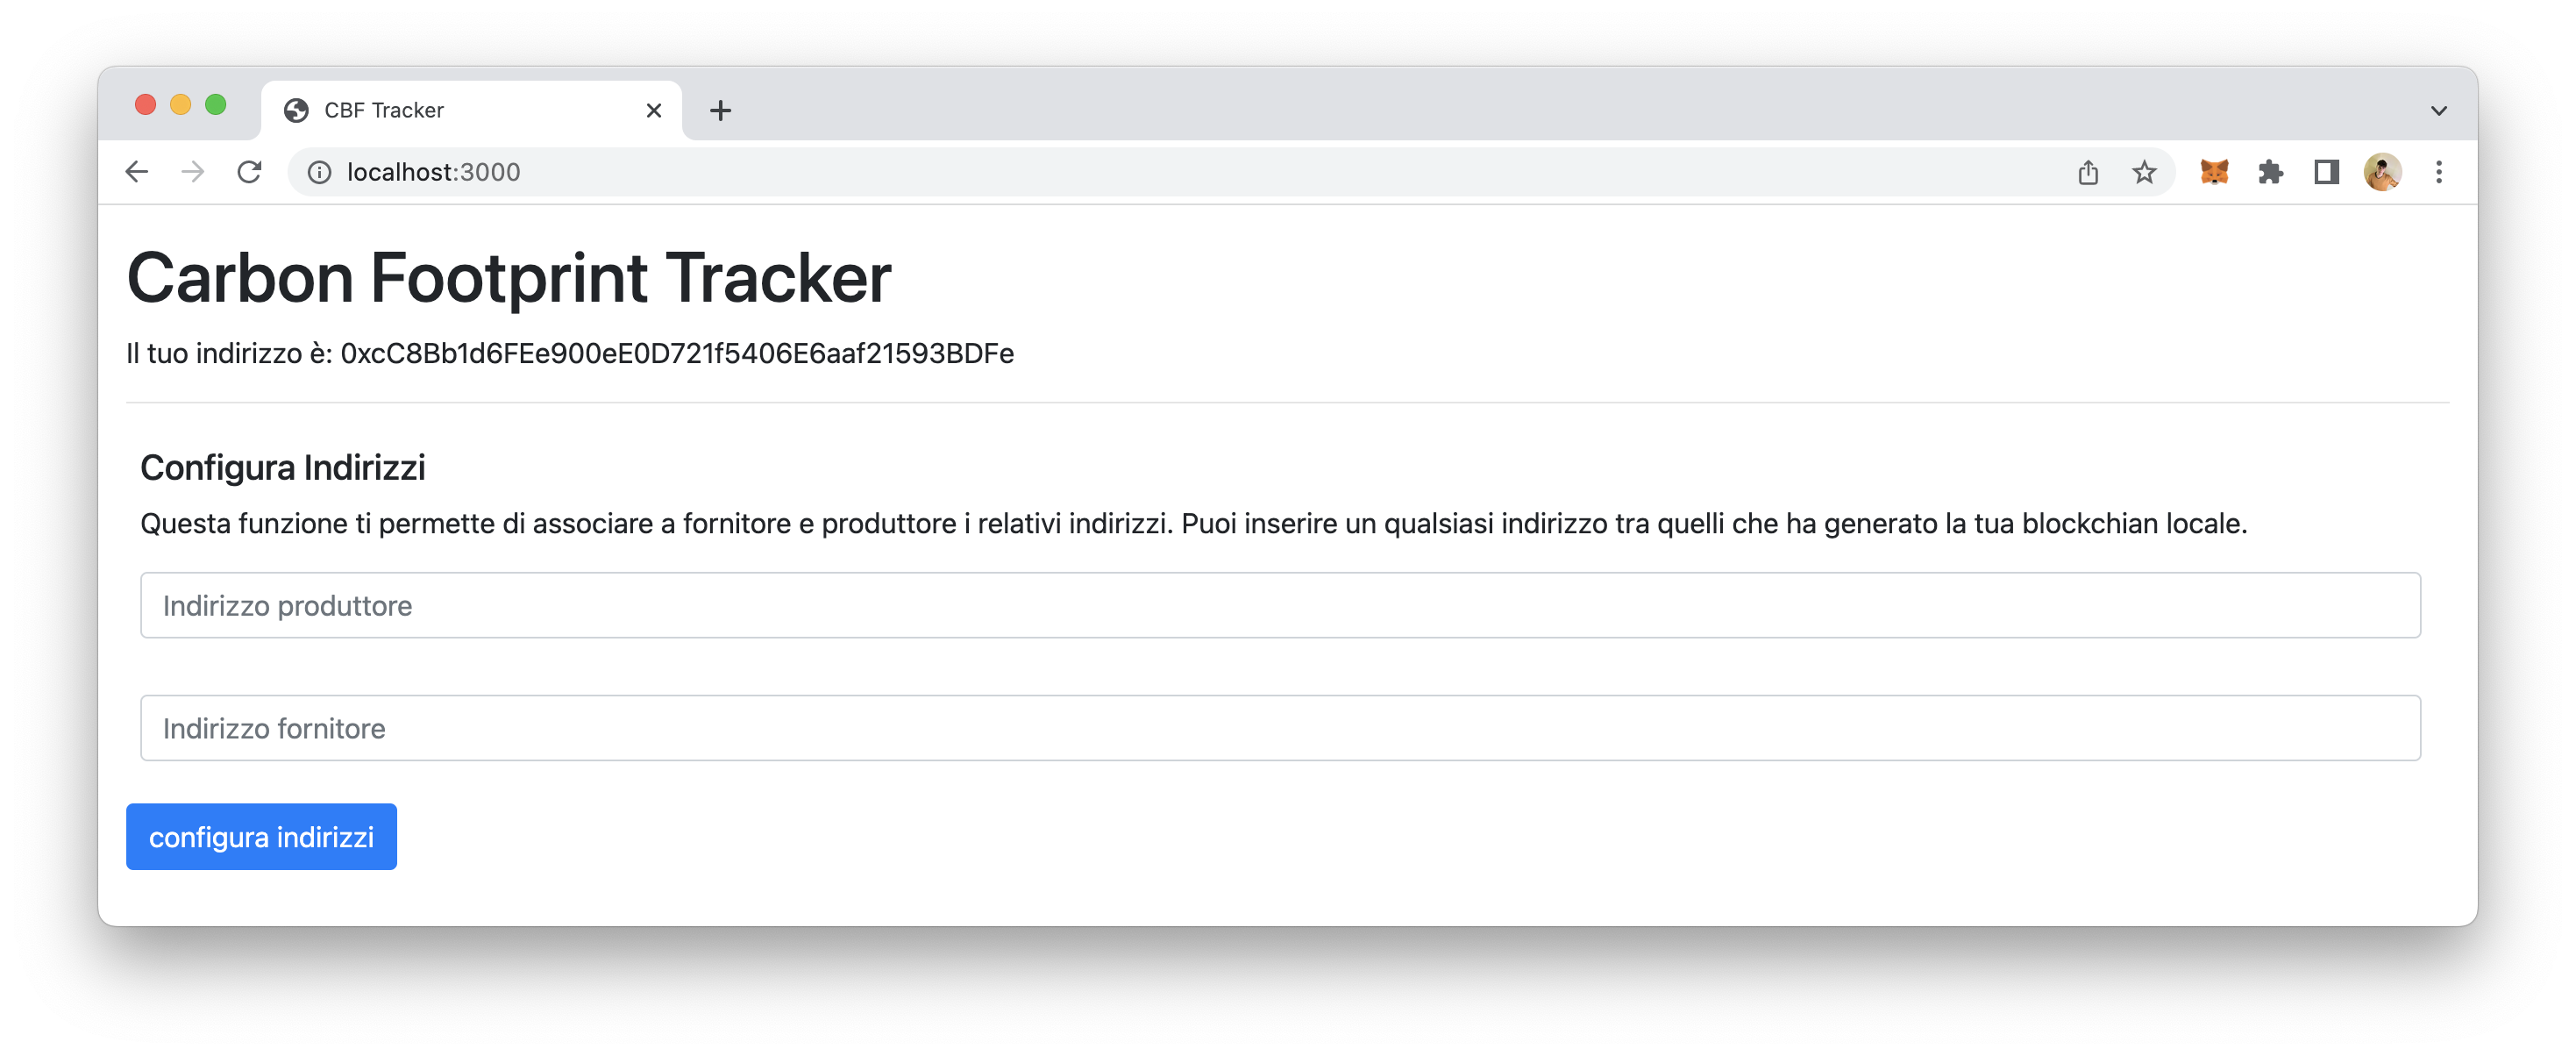 CBF Tracker
localhost:3000
Carbon Footprint Tracker
Il tuo indirizzo è: 0xcC8Bb1d6FEe900eE0D721f5406E6aaf21593BDFe
Configura Indirizzi
Questa funzione ti permette di associare a fornitore e produttore i relativi indirizzi. Puoi inserire un qualsiasi indirizzo tra quelli che ha generato la tua blockchian locale.
Indirizzo produttore
Indirizzo fornitore
configura indirizzi